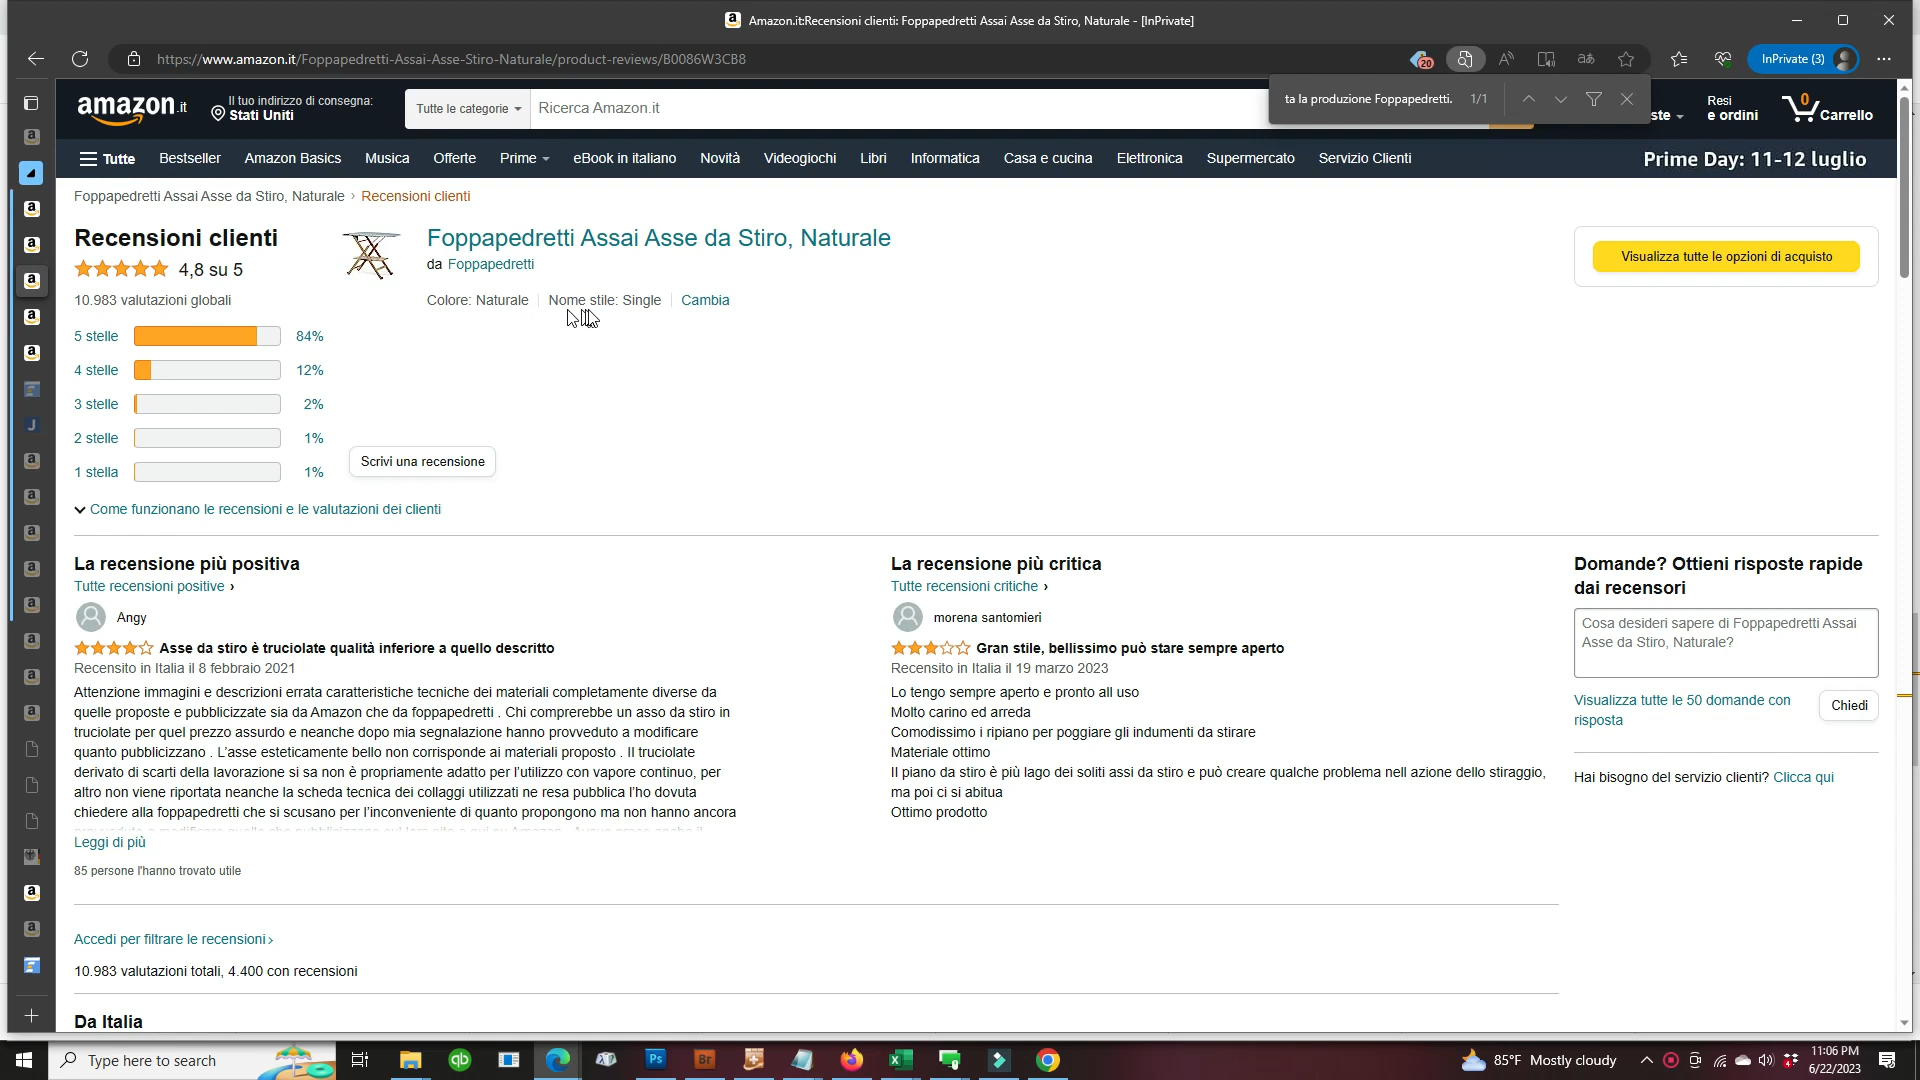 Amazon.it:Recensioni clienti: Foppapedretti Assai Asse da Stiro, Naturale - [InPrivate]
https://www.amazon.it/Foppapedretti-Assai-Asse-Stiro-Naturale/product-reviews/B0086W3CB8
20
InPrivate (3)
ta la produzione Foppapedretti. 1/1
amazon.it
Il tuo indirizzo di consegna:
Stati Uniti
Tutte le categorie
Ricerca Amazon.it
ste
Resi
e ordini
0
Carrello
Tutte Bestseller Amazon Basics Musica Offerte Prime eBook in italiano Novità Videogiochi Libri Informatica Casa e cucina Elettronica Supermercato Servizio Clienti
Prime Day: 11-12 luglio
Foppapedretti Assai Asse da Stiro, Naturale › Recensioni clienti
Recensioni clienti
4,8 su 5
10.983 valutazioni globali
5 stelle 84%
4 stelle 12%
3 stelle 2%
2 stelle 1%
1 stella 1%
Foppapedretti Assai Asse da Stiro, Naturale
da Foppapedretti
Colore: Naturale Nome stile: Single Cambia
Visualizza tutte le opzioni di acquisto
Scrivi una recensione
Come funzionano le recensioni e le valutazioni dei clienti
La recensione più positiva
Tutte recensioni positive ›
Angy
Asse da stiro è truciolate qualità inferiore a quello descritto
Recensito in Italia il 8 febbraio 2021
Attenzione immagini e descrizioni errata caratteristiche tecniche dei materiali completamente diverse da
quelle proposte e pubblicizzate sia da Amazon che da foppapedretti . Chi comprerebbe un asso da stiro in
truciolate per quel prezzo assurdo e neanche dopo mia segnalazione hanno provveduto a modificare
quanto pubblicizzano . L'asse esteticamente bello non corrisponde ai materiali proposto . Il truciolate
derivato di scarti della lavorazione si sa non è propriamente adatto per l'utilizzo con vapore continuo, per
altro non viene riportata neanche la scheda tecnica dei collaggi utilizzati ne resa pubblica l'ho dovuta
chiedere alla foppapedretti che si scusano per l'inconveniente di quanto propongono ma non hanno ancora
Leggi di più
85 persone l'hanno trovato utile
La recensione più critica
Tutte recensioni critiche ›
morena santomieri
Gran stile, bellissimo può stare sempre aperto
Recensito in Italia il 19 marzo 2023
Lo tengo sempre aperto e pronto all uso
Molto carino ed arreda
Comodissimo i ripiano per poggiare gli indumenti da stirare
Materiale ottimo
Il piano da stiro è più lago dei soliti assi da stiro e può creare qualche problema nell azione dello stiraggio,
ma poi ci si abitua
Ottimo prodotto
Domande? Ottieni risposte rapide
dai recensori
Cosa desideri sapere di Foppapedretti Assai
Asse da Stiro, Naturale?
Visualizza tutte le 50 domande con
risposta
Chiedi
Hai bisogno del servizio clienti? Clicca qui
Accedi per filtrare le recensioni›
10.983 valutazioni totali, 4.400 con recensioni
Da Italia
Type here to search
85°F Mostly cloudy
11:06 PM
6/22/2023